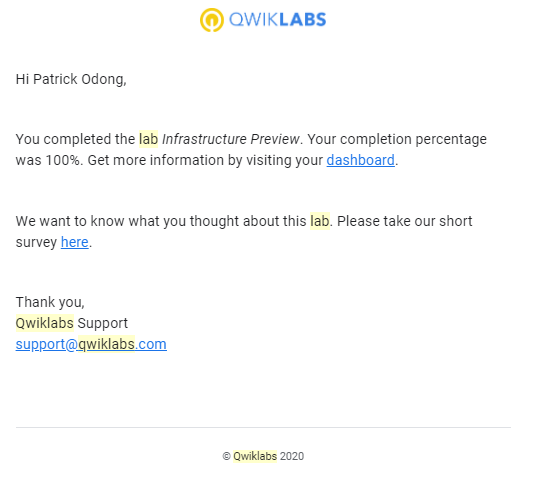 QWIKLABS
Hi Patrick Odong,
You completed the lab Infrastructure Preview. Your completion percentage
was 100%. Get more information by visiting your dashboard.
We want to know what you thought about this lab. Please take our short
survey here.
Thank you,
Qwiklabs Support
support@qwiklabs.com
© Qwiklabs 2020